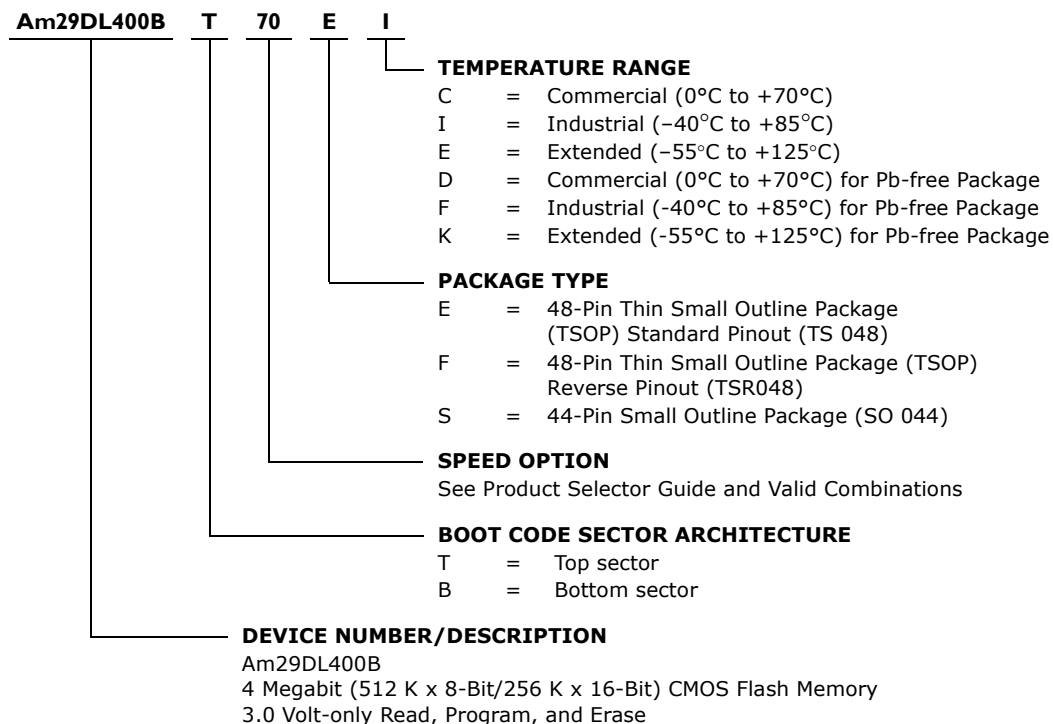 Am29DL400B T 70 E I
TEMPERATURE RANGE
C = Commercial (0°C to +70°C)
I = Industrial (–40°C to +85°C)
E = Extended (–55°C to +125°C)
D = Commercial (0°C to +70°C) for Pb-free Package
F = Industrial (-40°C to +85°C) for Pb-free Package
K = Extended (-55°C to +125°C) for Pb-free Package
PACKAGE TYPE
E = 48-Pin Thin Small Outline Package
(TSOP) Standard Pinout (TS 048)
F = 48-Pin Thin Small Outline Package (TSOP)
Reverse Pinout (TSR048)
S = 44-Pin Small Outline Package (SO 044)
SPEED OPTION
See Product Selector Guide and Valid Combinations
BOOT CODE SECTOR ARCHITECTURE
T = Top sector
B = Bottom sector
DEVICE NUMBER/DESCRIPTION
Am29DL400B
4 Megabit (512 K x 8-Bit/256 K x 16-Bit) CMOS Flash Memory
3.0 Volt-only Read, Program, and Erase